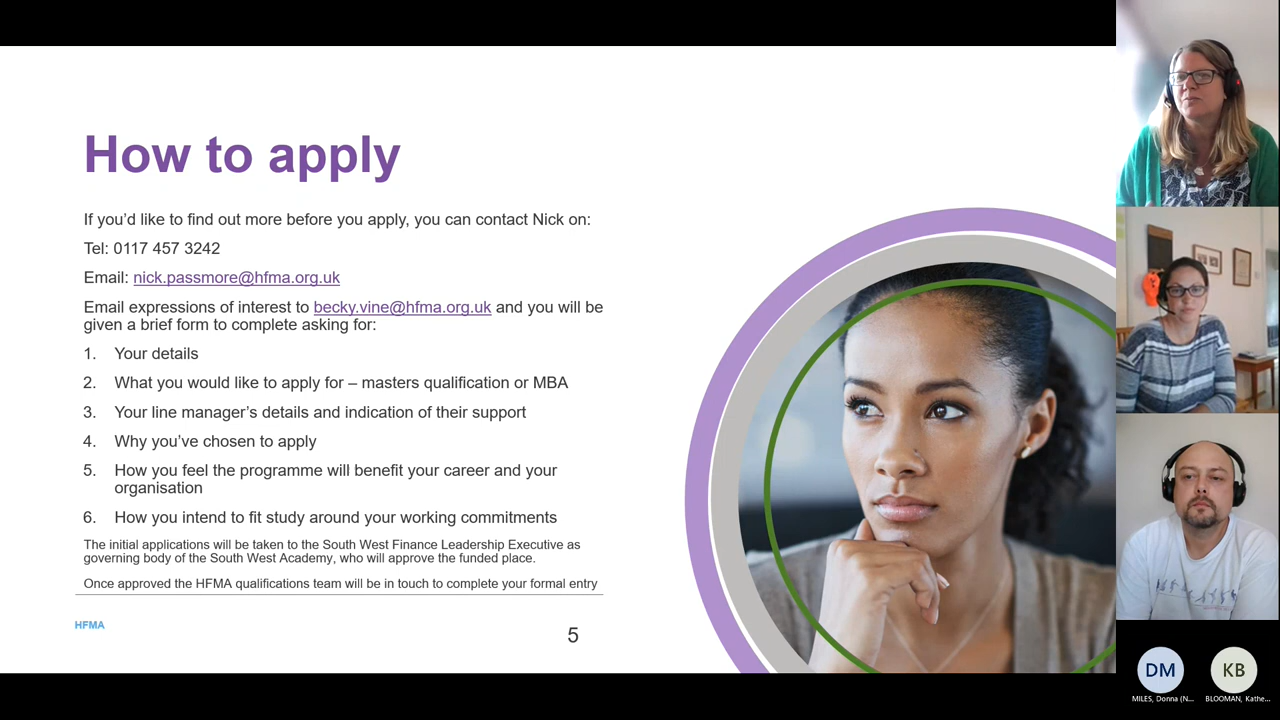 How to apply
If you’d like to find out more before you apply, you can contact Nick on:
Tel: 0117 457 3242
Email: nick.passmore@hfma.org.uk
Email expressions of interest to becky.vine@hfma.org.uk and you will be
given a brief form to complete asking for:
1. Your details
2. What you would like to apply for – masters qualification or MBA
3. Your line manager’s details and indication of their support
4. Why you’ve chosen to apply
5. How you feel the programme will benefit your career and your
organisation
6. How you intend to fit study around your working commitments
The initial applications will be taken to the South West Finance Leadership Executive as
governing body of the South West Academy, who will approve the funded place.
Once approved the HFMA qualifications team will be in touch to complete your formal entry
HFMA
5
DM
KB
MILES, Donna (N...
BLOOMAN, Kathe...